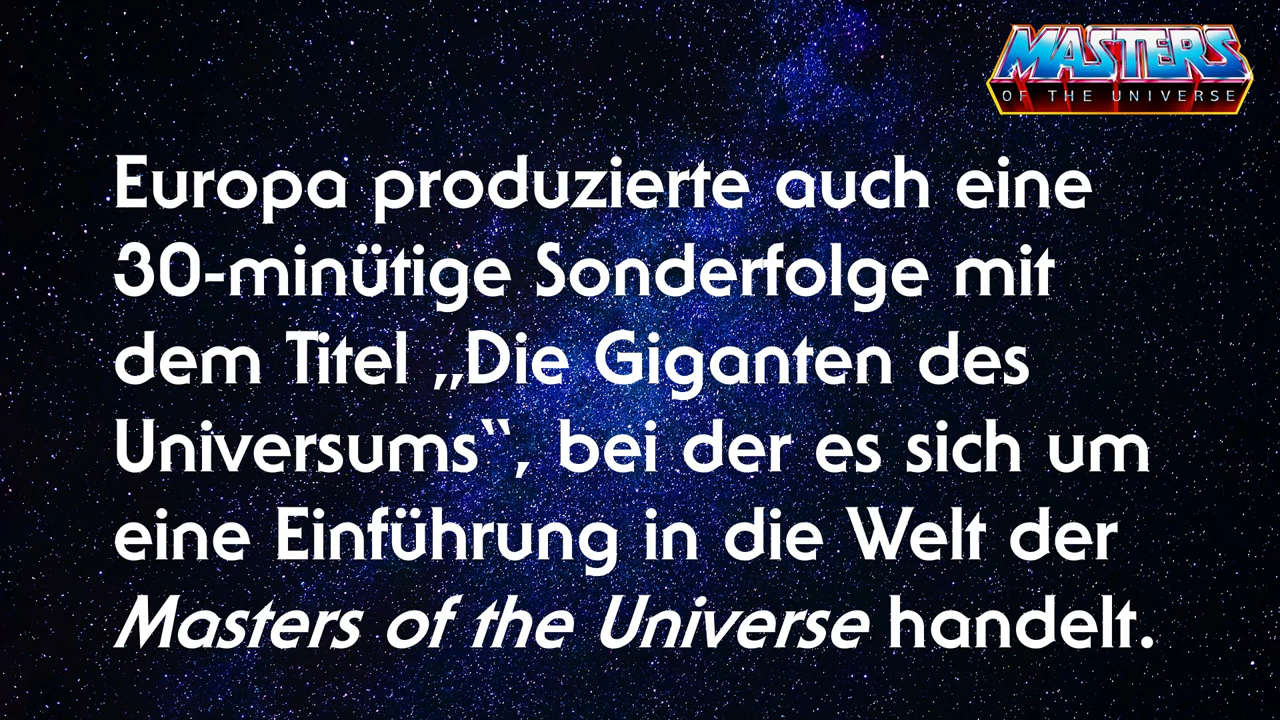 MASTERS
OF THE UNIVERSE
Europa produzierte auch eine
30-minütige Sonderfolge mit
dem Titel „Die Giganten des
Universums‟, bei der es sich um
eine Einführung in die Welt der
Masters of the Universe handelt.